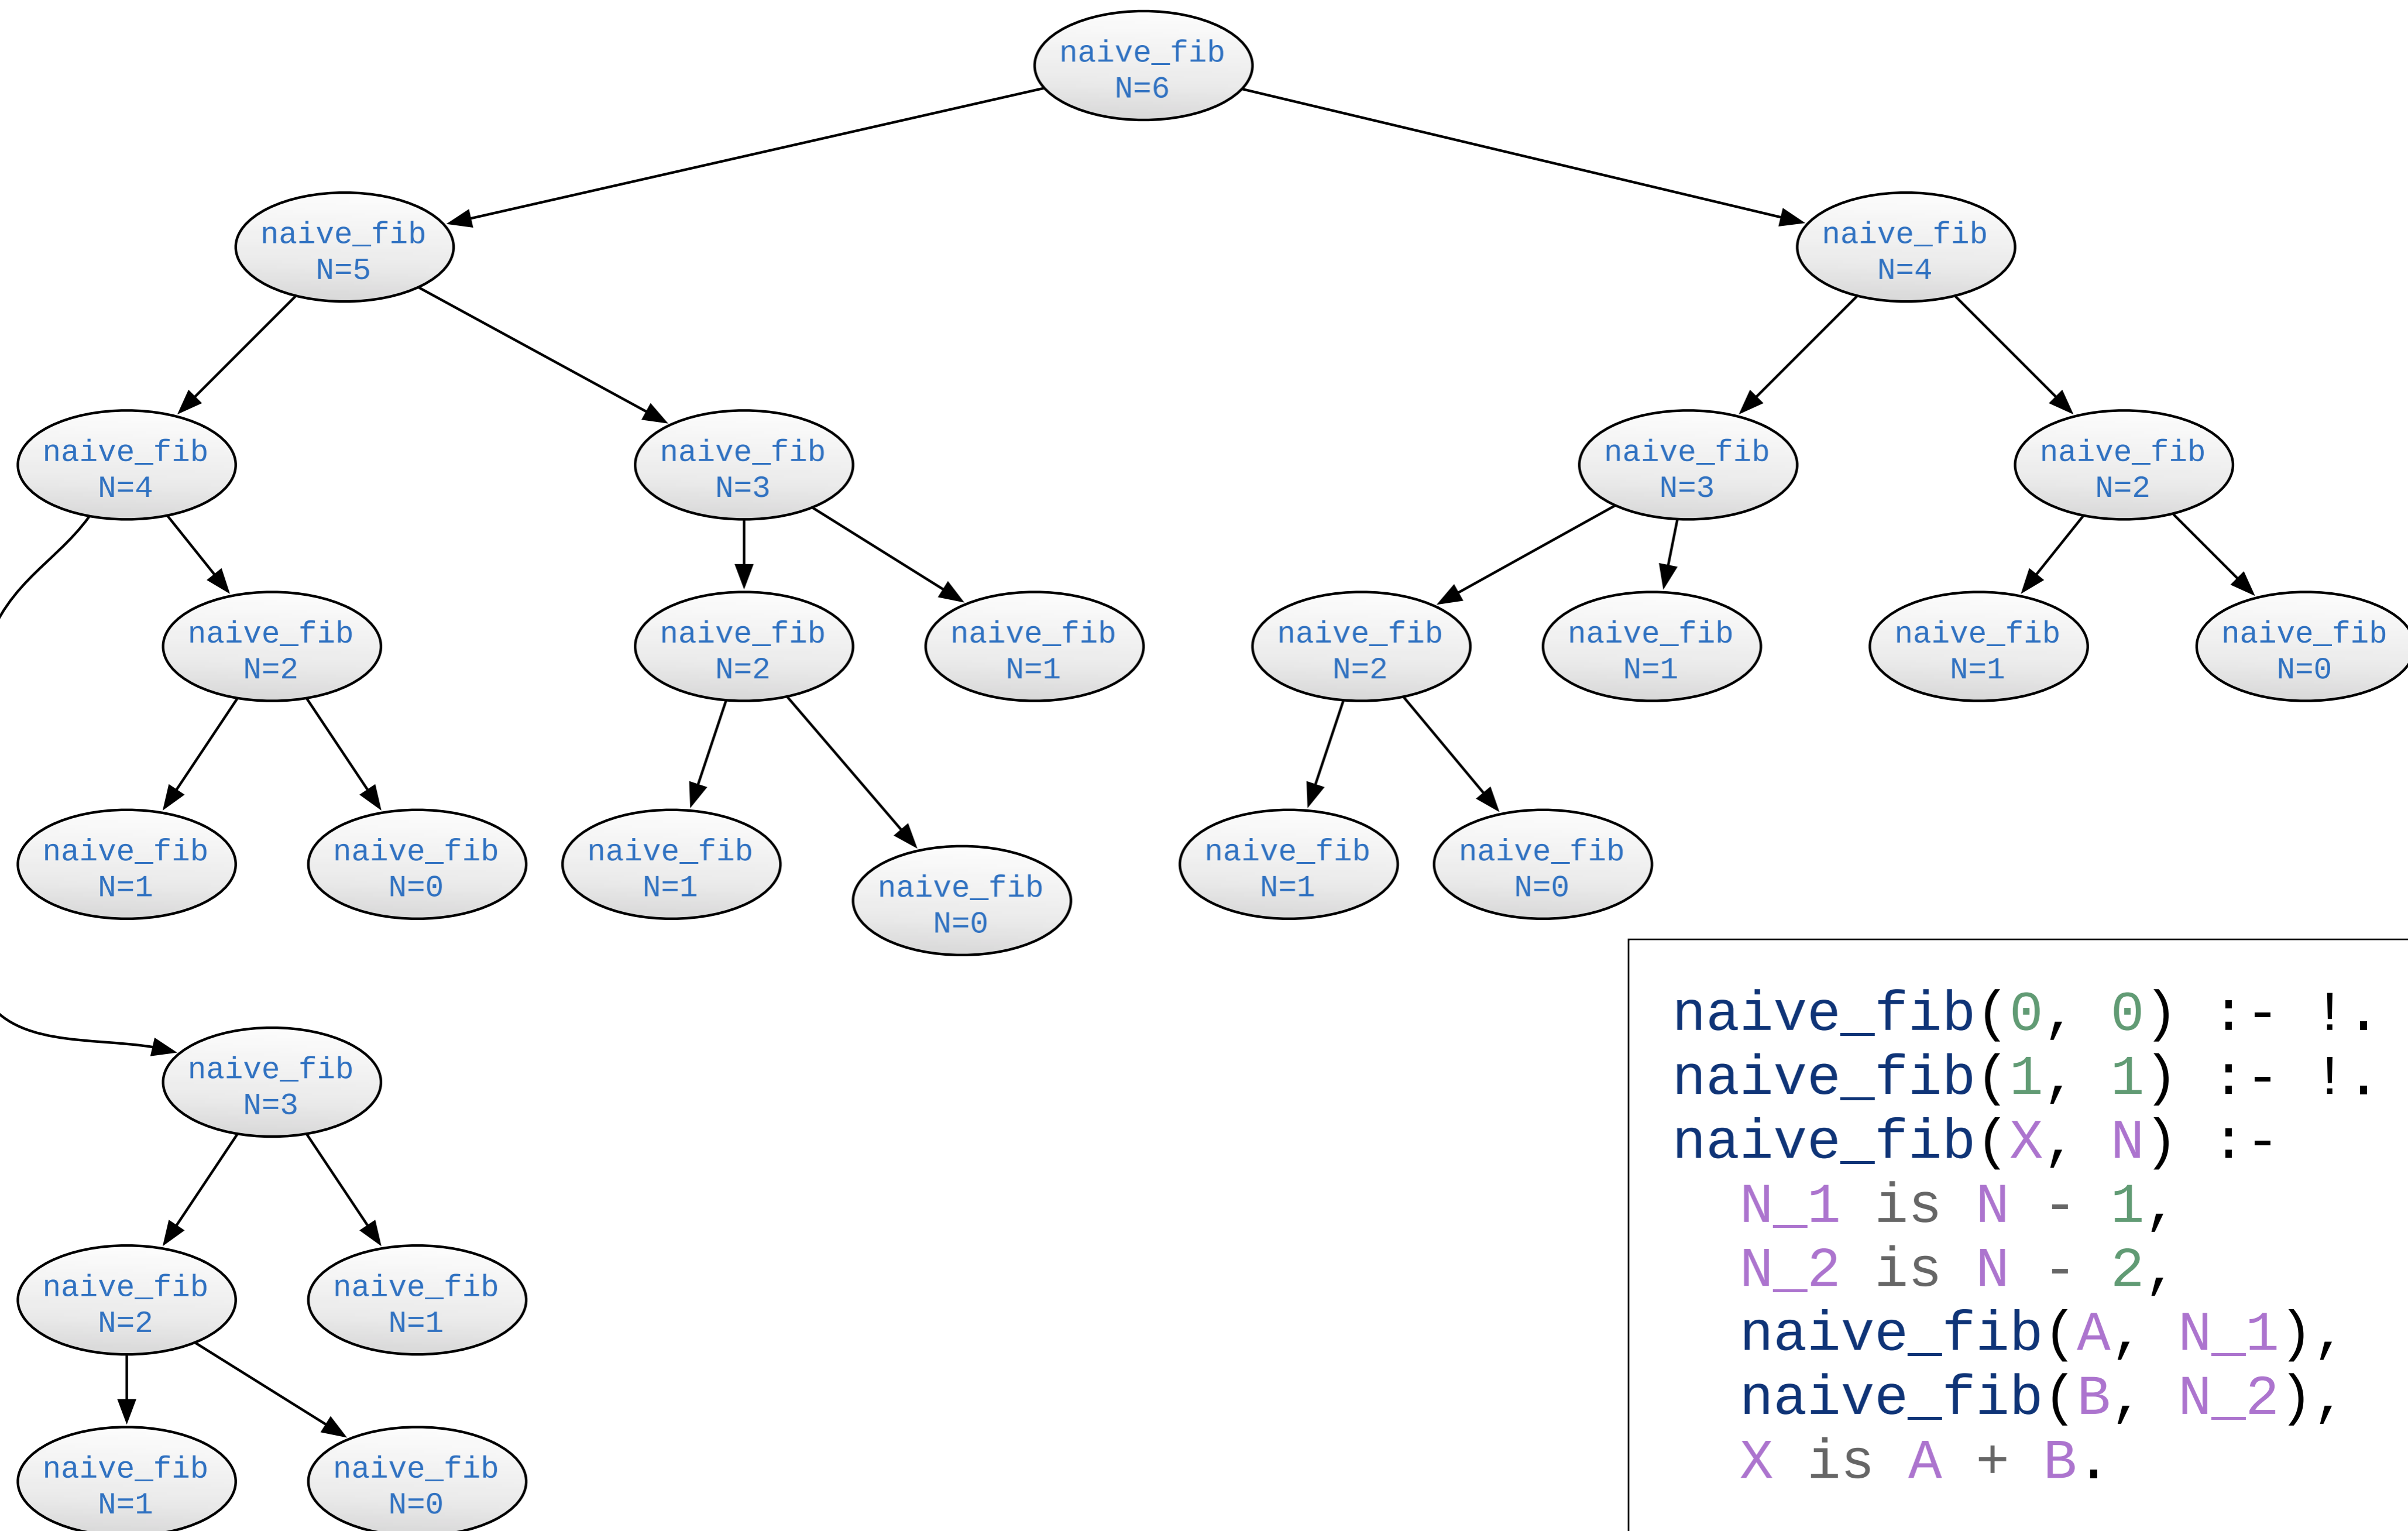 naive_fib
N=6
naive_fib
N=5
naive_fib
N=4
naive_fib
N=4
naive_fib
N=3
naive_fib
N=3
naive_fib
N=2
naive_fib
N=2
naive_fib
N=2
naive_fib
N=1
naive_fib
N=2
naive_fib
N=1
naive_fib
N=1
naive_fib
N=0
naive_fib
N=1
naive_fib
N=0
naive_fib
N=1
naive_fib
N=0
naive_fib
N=1
naive_fib
N=0
naive_fib
N=3
naive_fib
N=2
naive_fib
N=1
naive_fib
N=1
naive_fib
N=0
naive_fib(0, 0) :- !.
naive_fib(1, 1) :- !.
naive_fib(X, N) :-
  N_1 is N - 1,
  N_2 is N - 2,
  naive_fib(A, N_1),
  naive_fib(B, N_2),
  X is A + B.